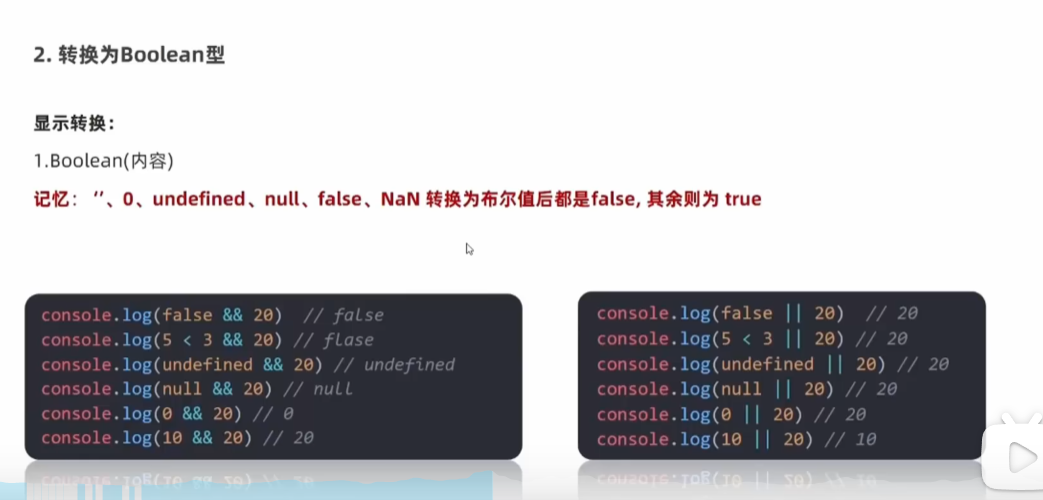 2. 转换为Boolean型
显示转换：
1.Boolean(内容)
记忆： ‘’、0、undefined、null、false、NaN 转换为布尔值后都是false, 其余则为 true
console.log(false && 20)  // false
console.log(5 < 3 && 20) // flase
console.log(undefined && 20) // undefined
console.log(null && 20) // null
console.log(0 && 20) // 0
console.log(10 && 20) // 20
console.log(false || 20)  // 20
console.log(5 < 3 || 20) // 20
console.log(undefined || 20) // 20
console.log(null || 20) // 20
console.log(0 || 20) // 20
console.log(10 || 20) // 10